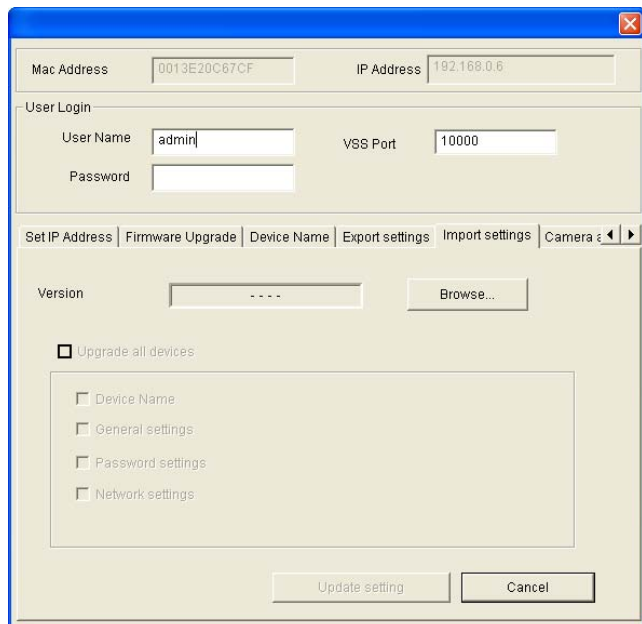 Mac Address 0013E20C67CF IP Address 192.168.0.6
User Login
User Name admin VSS Port 10000
Password
Set IP Address Firmware Upgrade Device Name Export settings Import settings Camera a
Version ---- Browse...
Upgrade all devices
Device Name
General settings
Password settings
Network settings
Update setting Cancel